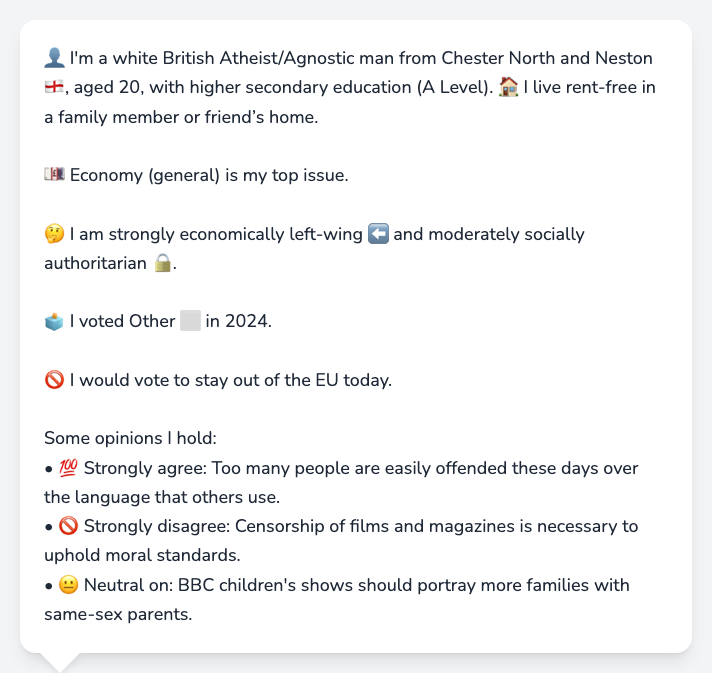 👤 I'm a white British Atheist/Agnostic man from Chester North and Neston
🏴󠁧󠁢󠁥󠁮󠁧󠁿, aged 20, with higher secondary education (A Level). 🏠 I live rent-free in
a family member or friend’s home.
💷 Economy (general) is my top issue.
🤔 I am strongly economically left-wing ⬅️ and moderately socially
authoritarian 🔒.
🗳️ I voted Other ⬜ in 2024.
🚫 I would vote to stay out of the EU today.
Some opinions I hold:
• 💯 Strongly agree: Too many people are easily offended these days over
the language that others use.
• 🚫 Strongly disagree: Censorship of films and magazines is necessary to
uphold moral standards.
• 😐 Neutral on: BBC children's shows should portray more families with
same-sex parents.